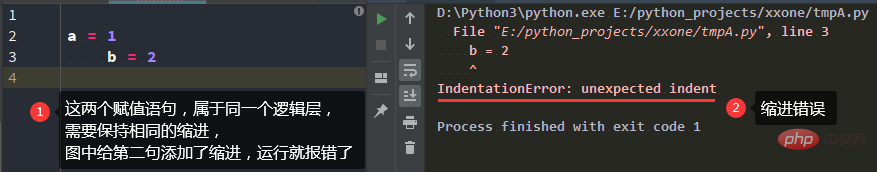 1
2 a = 1
3 b = 2
4
1 这两个赋值语句，属于同一个逻辑层，
需要保持相同的缩进，
图中给第二句添加了缩进，运行就报错了
D:\Python3\python.exe E:/python_projects/xxone/tmpA.py
File "E:/python_projects/xxone/tmpA.py", line 3
b = 2
^
IndentationError: unexpected indent
2 缩进错误
Process finished with exit code 1
php 中文网